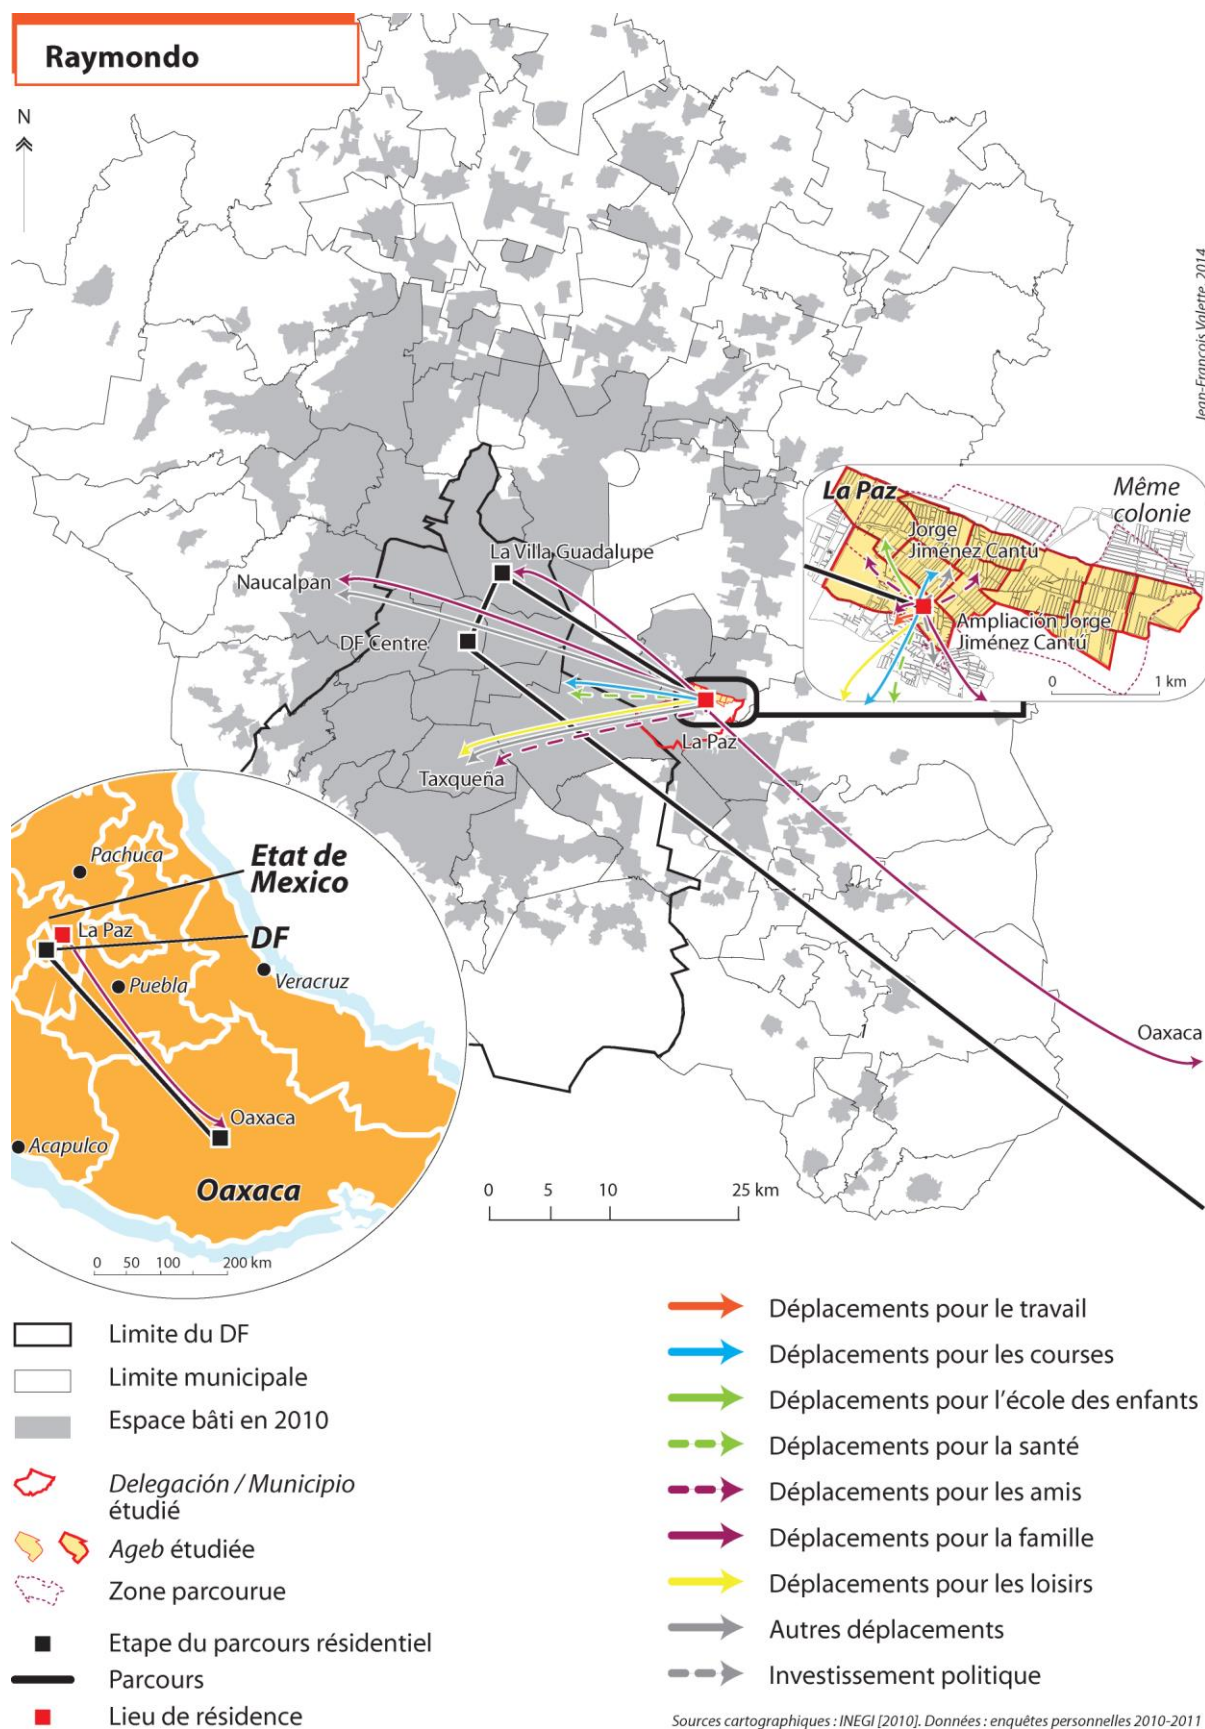 Raymondo
N
Jean-François Valette, 2014
La Paz
Même
colonie
Jorge
Jiménez Cantú
Ampliación Jorge
Jiménez Cantú
0 1 km
La Villa Guadalupe
Naucalpan
DF Centre
La Paz
Taxqueña
Oaxaca
1
Pachuca
Etat de
Mexico
La Paz
DF
Puebla
Veracruz
Oaxaca
Acapulco
Oaxaca
0 50 100 200 km
0 5 10 25 km
Limite du DF
Limite municipale
Espace bâti en 2010
Delegación / Municipio
étudié
Ageb étudiée
Zone parcourue
Etape du parcours résidentiel
Parcours
Lieu de résidence
Déplacements pour le travail
Déplacements pour les courses
Déplacements pour l'école des enfants
Déplacements pour la santé
Déplacements pour les amis
Déplacements pour la famille
Déplacements pour les loisirs
Autres déplacements
Investissement politique
Sources cartographiques : INEGI [2010]. Données : enquêtes personnelles 2010-2011